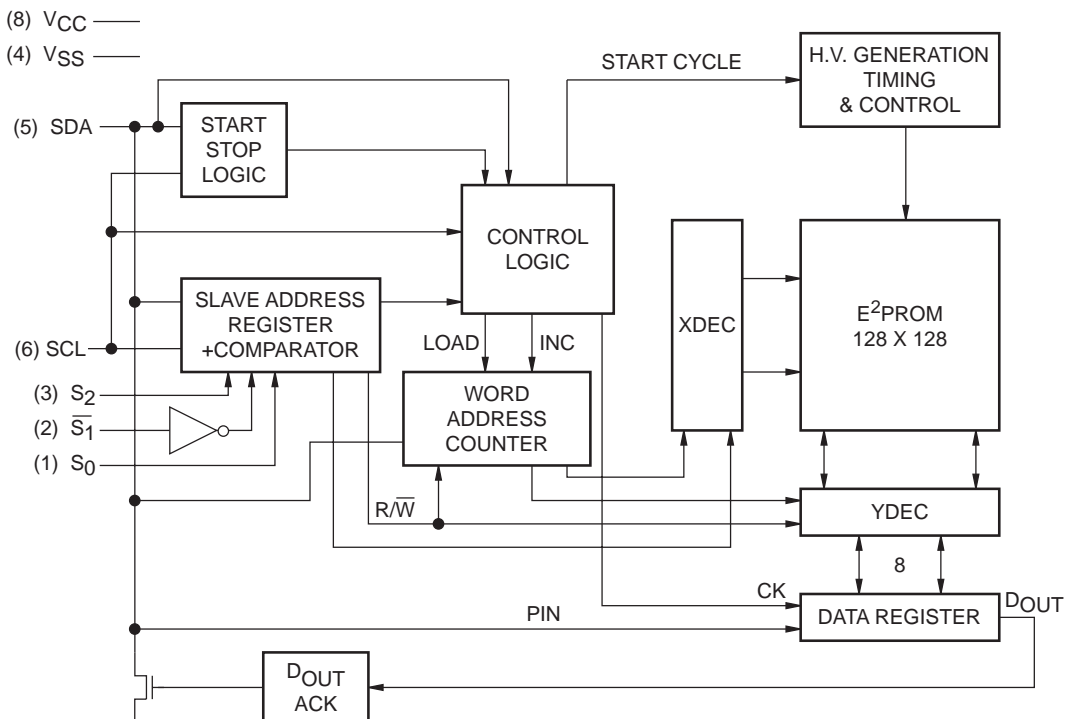 (8) VCC
(4) VSS
(5) SDA
START
STOP
LOGIC
START CYCLE
H.V. GENERATION
TIMING
& CONTROL
CONTROL
LOGIC
SLAVE ADDRESS
REGISTER
+COMPARATOR
(6) SCL
(3) S2
(2) S̅1̅
(1) S0
LOAD
INC
WORD
ADDRESS
COUNTER
XDEC
E²PROM
128 X 128
R/W̅
YDEC
8
CK
PIN
DATA REGISTER
DOUT
DOUT
ACK